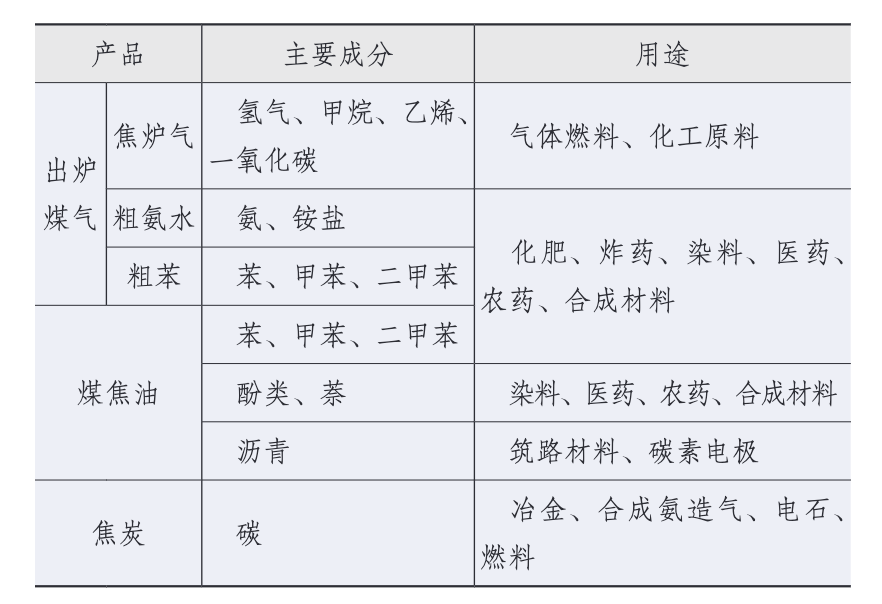 产品 主要成分 用途
出炉
煤气
焦炉气
氢气、甲烷、乙烯、
一氧化碳
气体燃料、化工原料
粗氨水
氨、铵盐
化肥、炸药、染料、医药、
农药、合成材料
粗苯
苯、甲苯、二甲苯
煤焦油
苯、甲苯、二甲苯
酚类、萘
染料、医药、农药、合成材料
沥青
筑路材料、碳素电极
焦炭
碳
冶金、合成氨造气、电石、
燃料